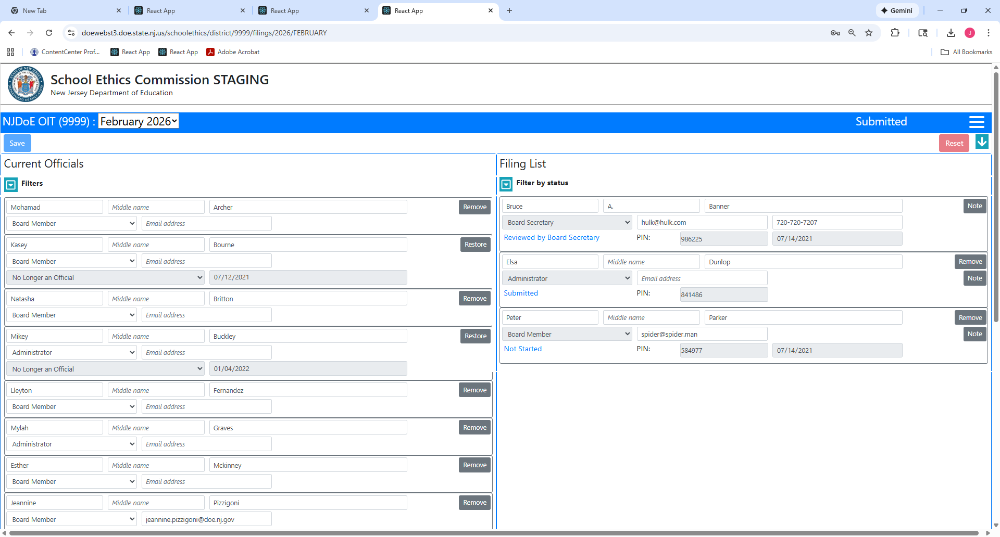 New Tab
React App
React App
React App
Gemini
doewebst3.doe.state.nj.us/schoolethics/district/9999/filings/2026/FEBRUARY
J
ContentCenter Prof...
React App
React App
Adobe Acrobat
All Bookmarks
School Ethics Commission STAGING
New Jersey Department of Education
NJDoE OIT (9999) : February 2026
Submitted
Save
Reset
Current Officials
Filters
Mohamad Middle name Archer Remove
Board Member Email address
Kasey Middle name Bourne Restore
Board Member Email address
No Longer an Official 07/12/2021
Natasha Middle name Britton Remove
Board Member Email address
Mikey Middle name Buckley Restore
Administrator Email address
No Longer an Official 01/04/2022
Lleyton Middle name Fernandez Remove
Board Member Email address
Mylah Middle name Graves Remove
Administrator Email address
Esther Middle name Mckinney Remove
Board Member Email address
Jeannine Middle name Pizzigoni Remove
Board Member jeannine.pizzigoni@doe.nj.gov
Filing List
Filter by status
Bruce A. Banner Note
Board Secretary hulk@hulk.com 720-720-7207
Reviewed by Board Secretary PIN: 986225 07/14/2021
Elsa Middle name Dunlop Remove
Administrator Email address Note
Submitted PIN: 841486
Peter Middle name Parker Remove
Board Member spider@spider.man Note
Not Started PIN: 584977 07/14/2021